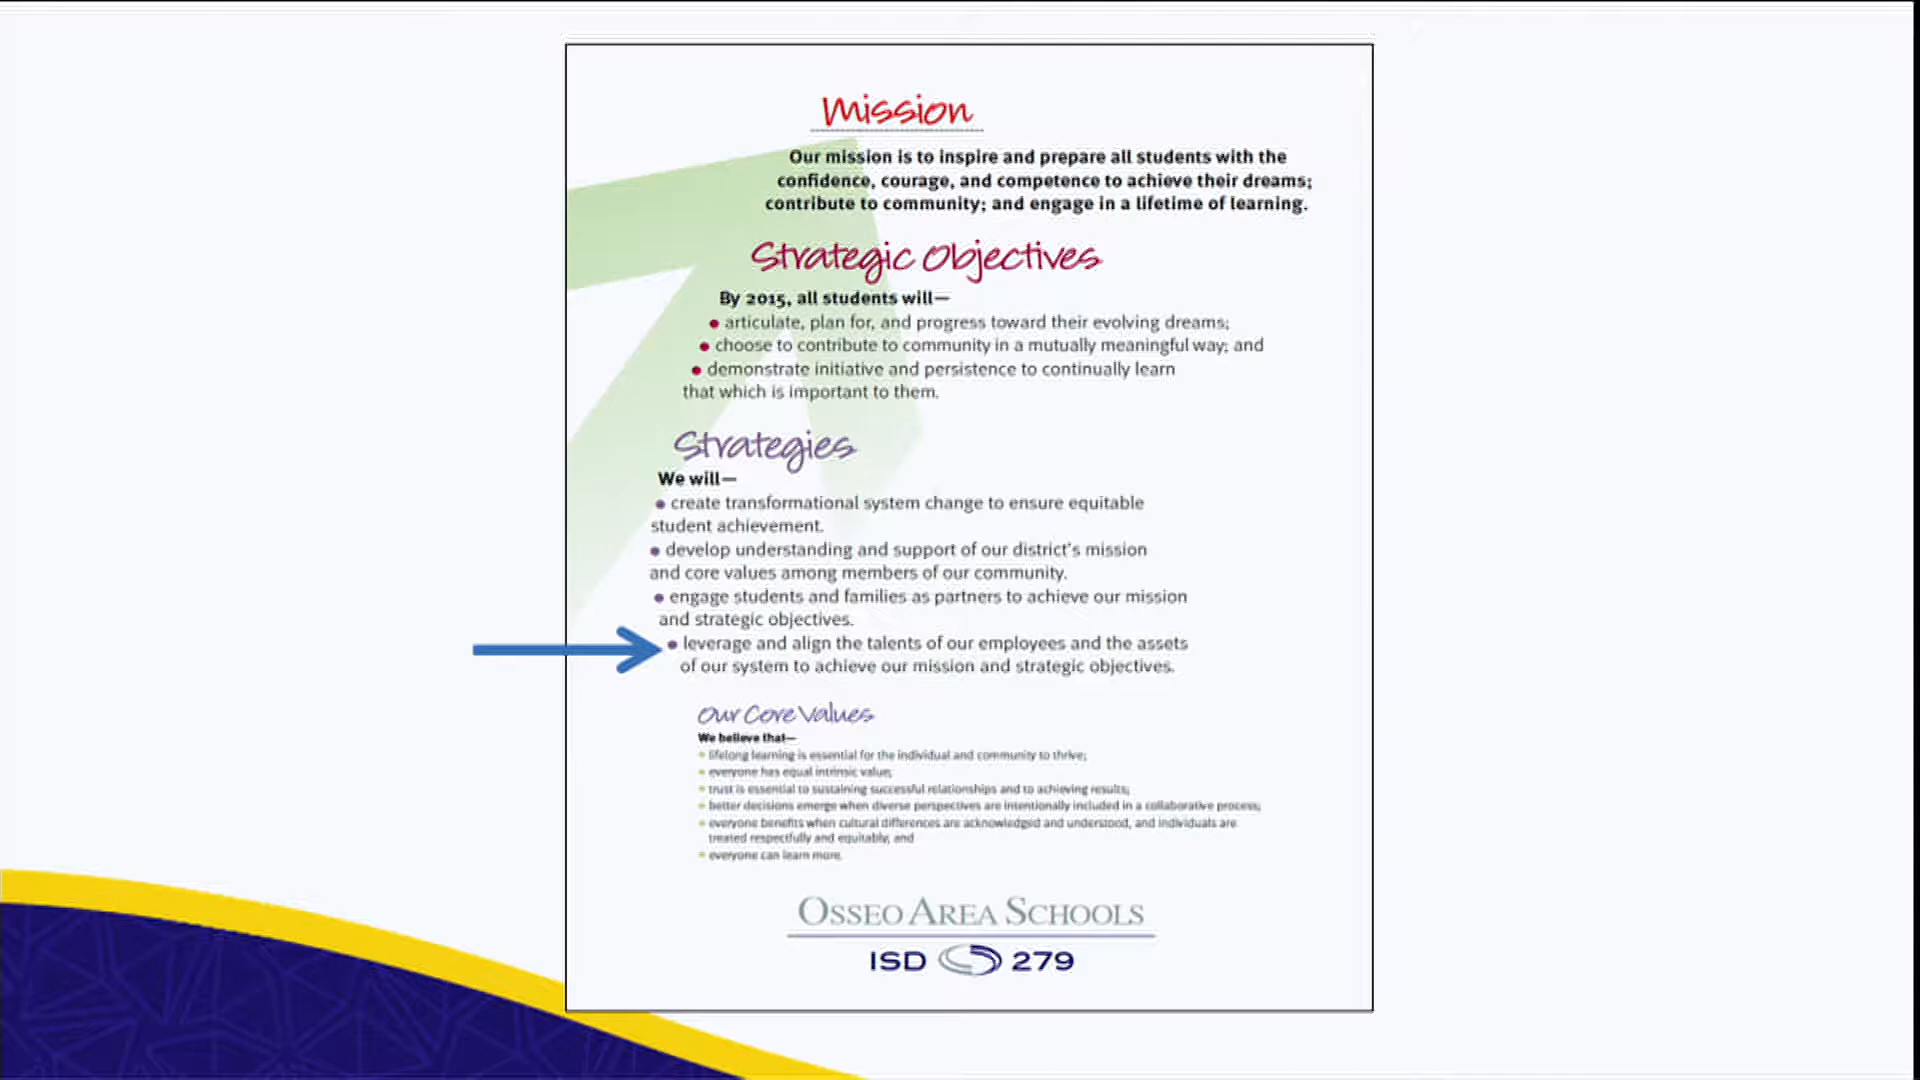 Mission
Our mission is to inspire and prepare all students with the
confidence, courage, and competence to achieve their dreams;
contribute to community; and engage in a lifetime of learning.
Strategic Objectives
By 2015, all students will—
• articulate, plan for, and progress toward their evolving dreams;
• choose to contribute to community in a mutually meaningful way; and
• demonstrate initiative and persistence to continually learn
that which is important to them.
Strategies
We will—
• create transformational system change to ensure equitable
student achievement.
• develop understanding and support of our district's mission
and core values among members of our community.
• engage students and families as partners to achieve our mission
and strategic objectives.
• leverage and align the talents of our employees and the assets
of our system to achieve our mission and strategic objectives.
Our Core Values
We believe that—
• lifelong learning is essential for the individual and community to thrive;
• everyone has equal intrinsic value;
• trust is essential to sustaining successful relationships and to achieving results;
• better decisions emerge when diverse perspectives are intentionally included in a collaborative process;
• everyone benefits when cultural differences are acknowledged and understood, and individuals are
treated respectfully and equitably; and
• everyone can learn more.
OSSEO AREA SCHOOLS
ISD 279